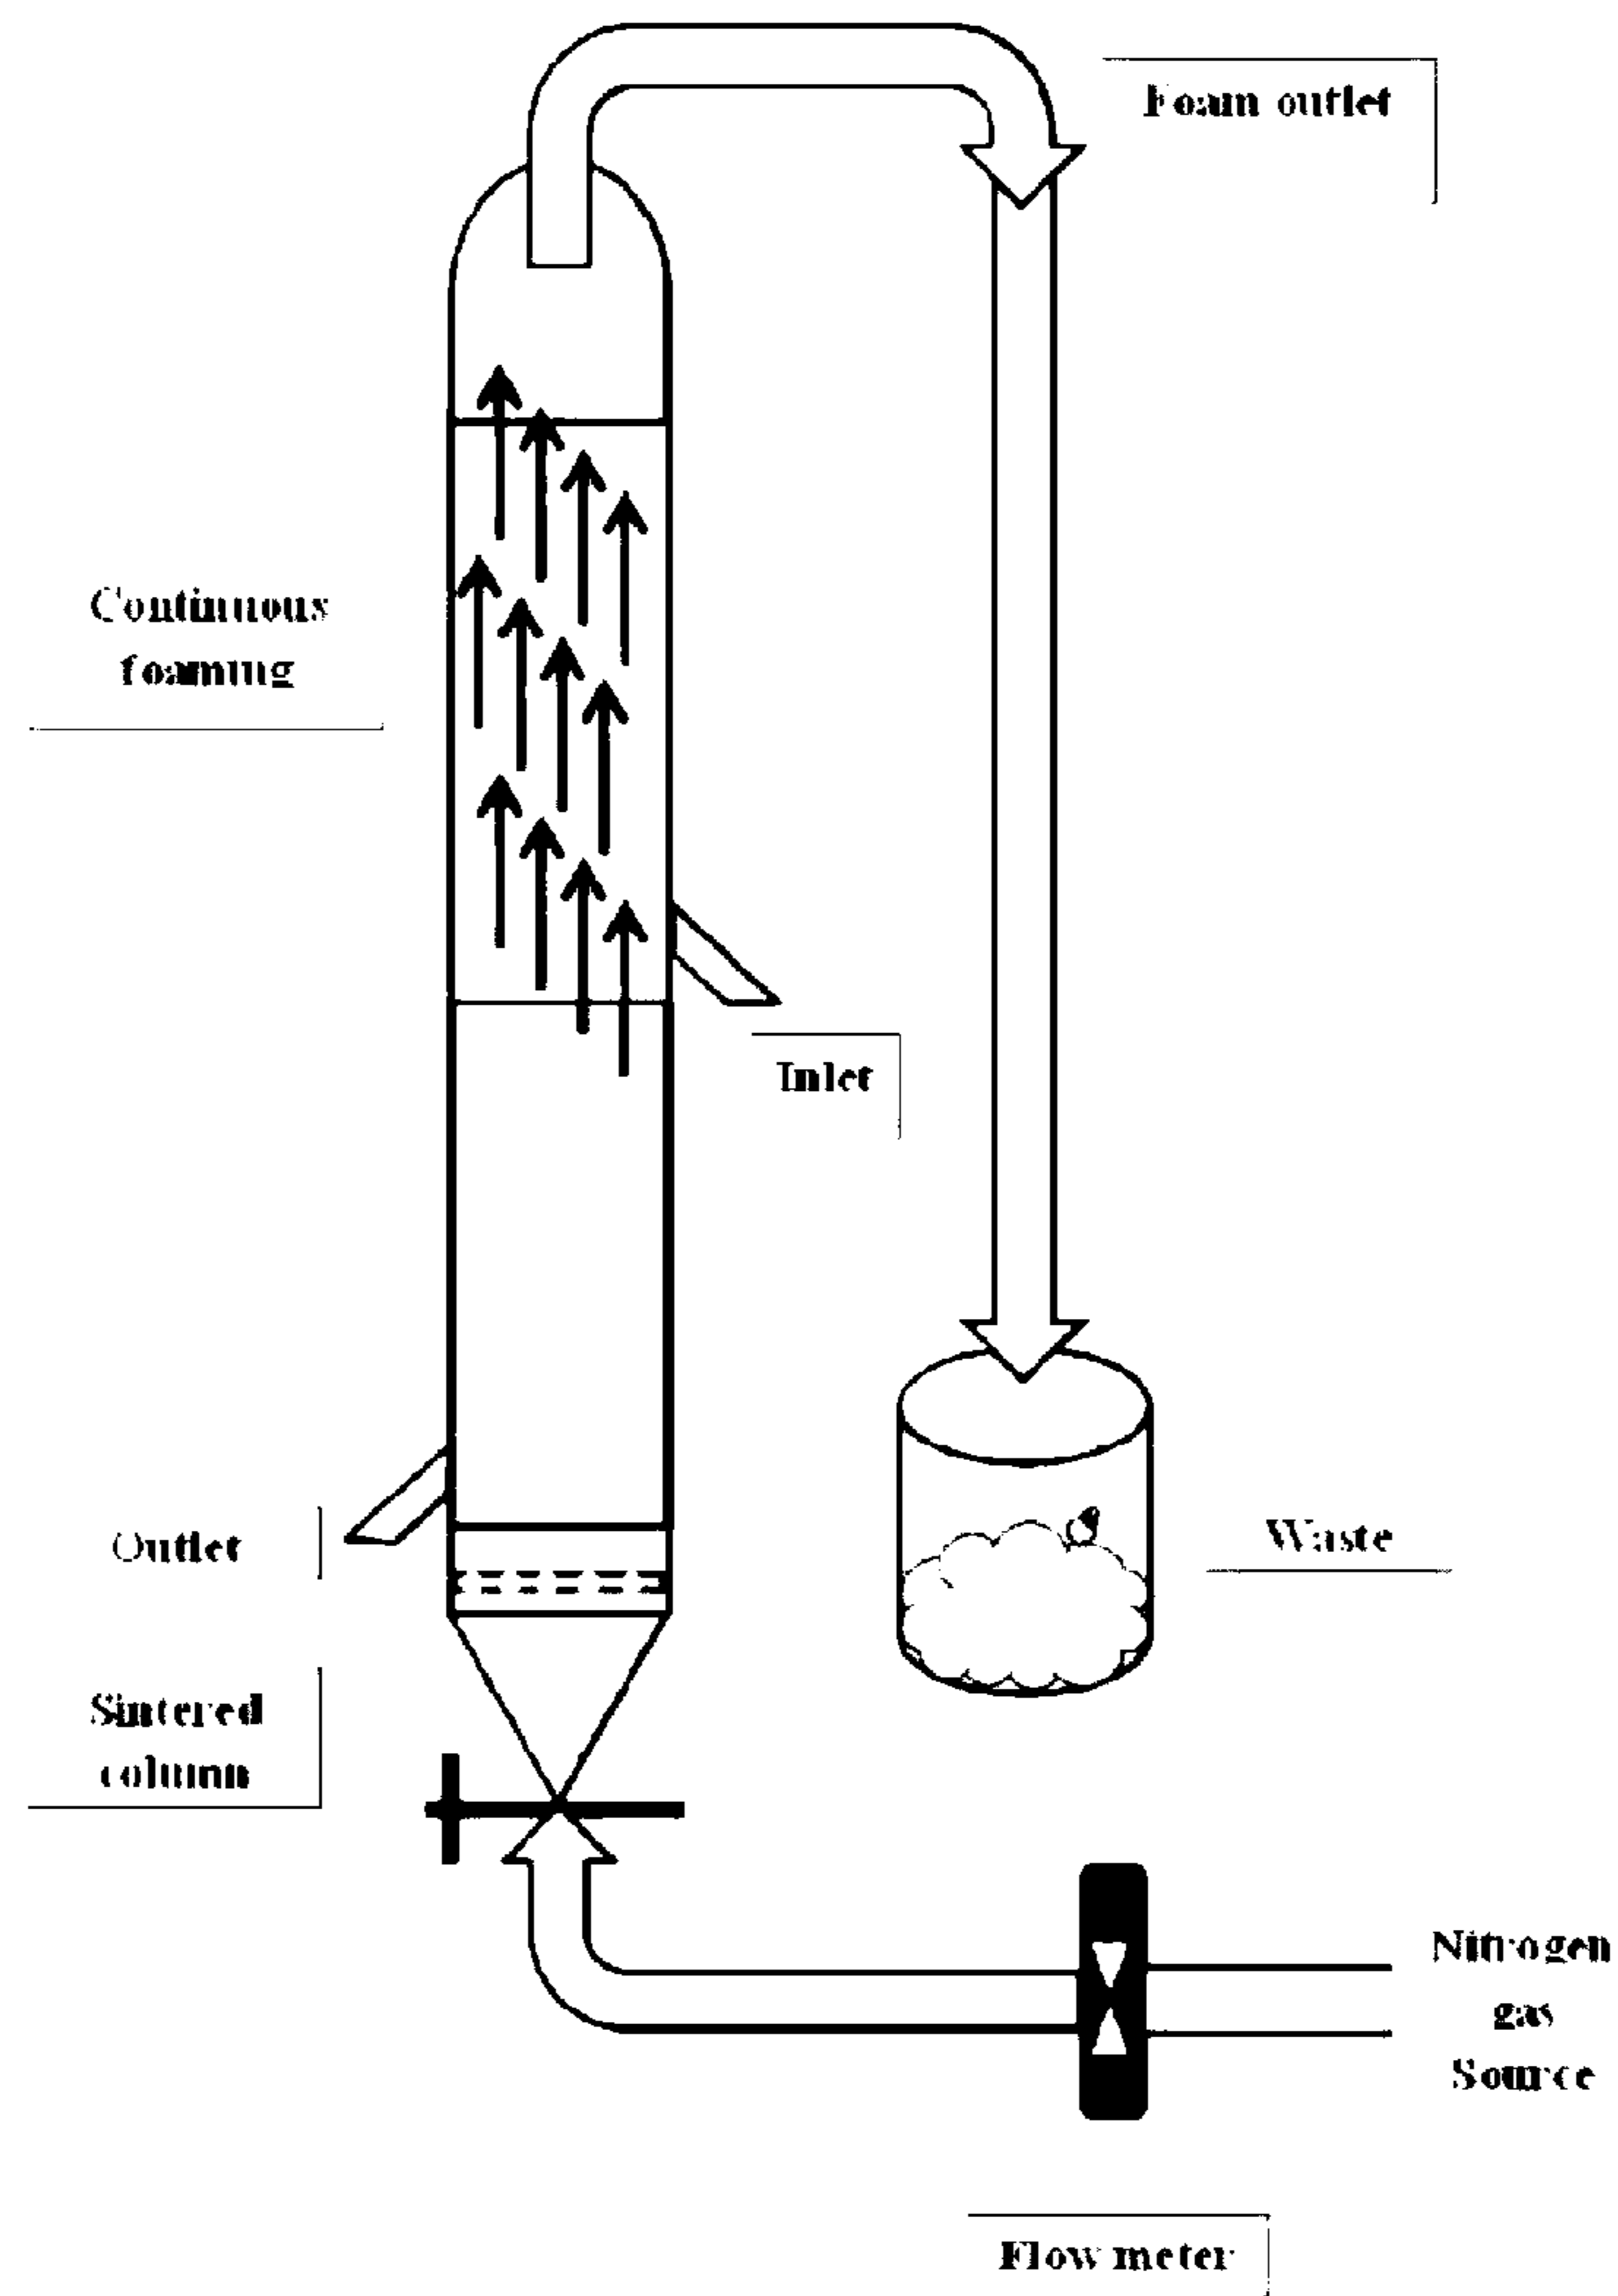 Foam outlet
Continuous
foaming
Inlet
Outlet
Waste
Sintered
column
Nitrogen
gas
Source
Flow meter